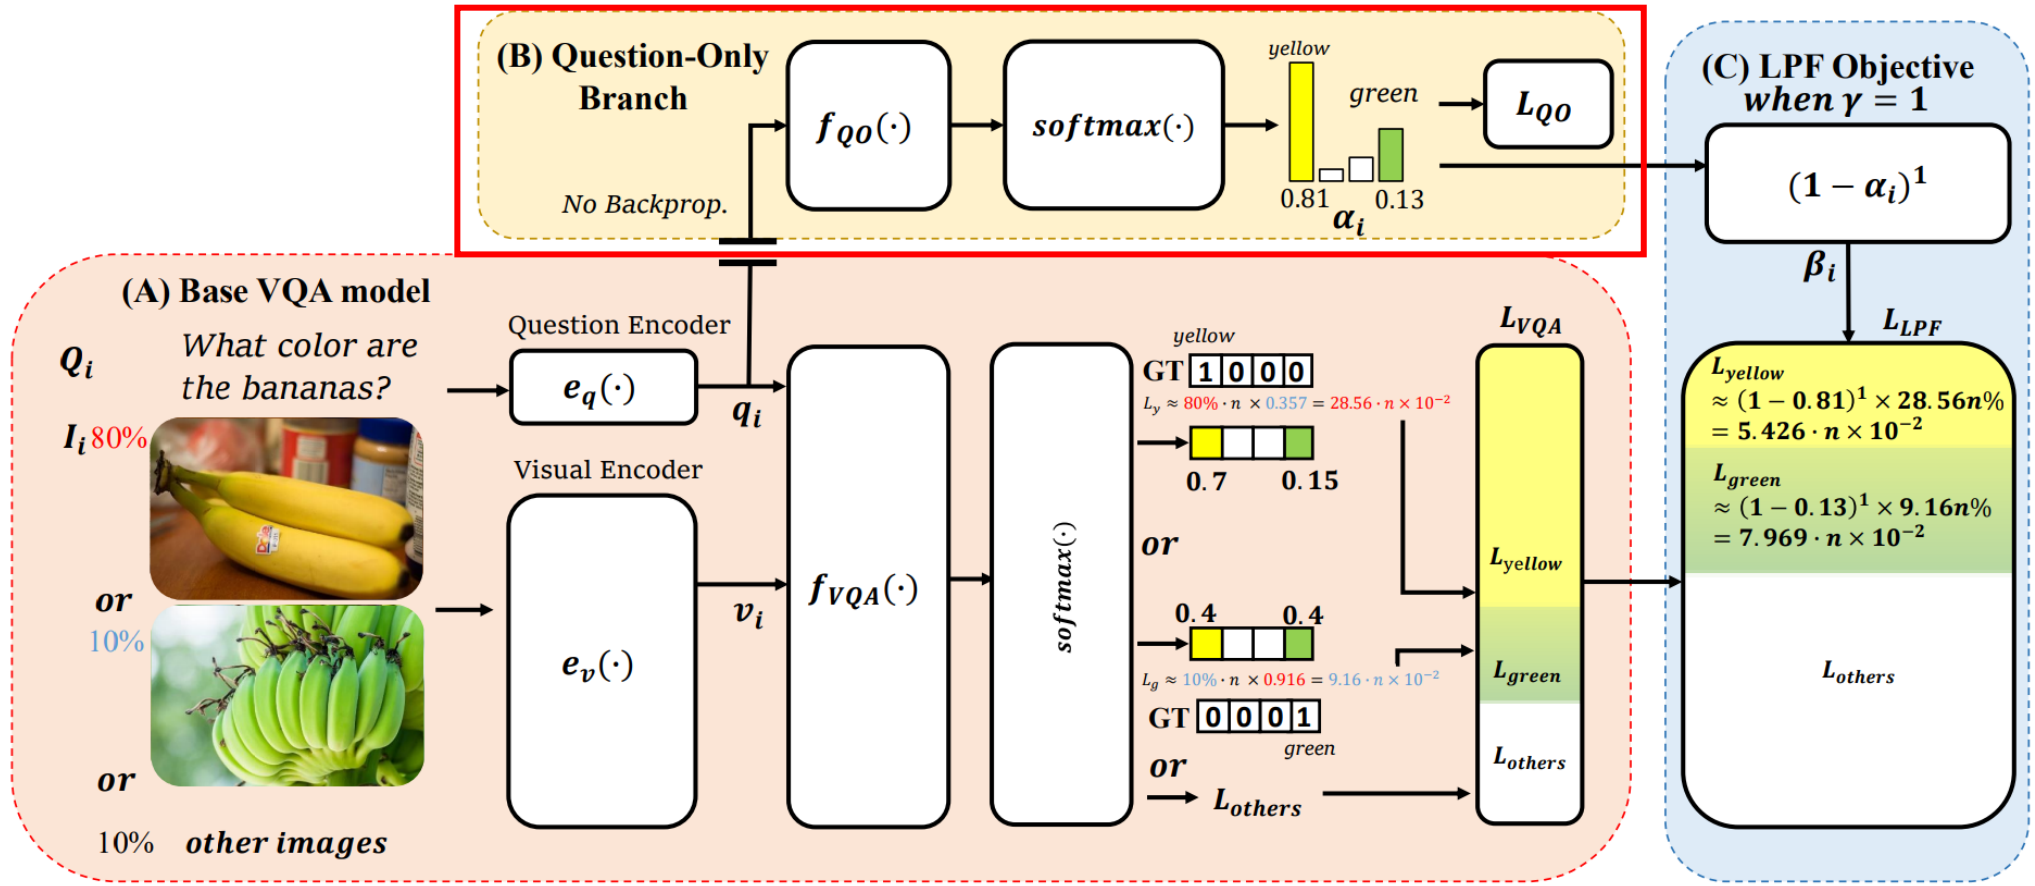 (B) Question-Only
Branch
No Backprop.
f_QO(·)
softmax(·)
yellow
green
0.81
0.13
α_i
L_QO
(C) LPF Objective
when γ = 1
(1 − α_i)^1
β_i
L_LPF
L_yellow
≈ (1 − 0.81)^1 × 28.56n%
= 5.426 · n × 10^−2
L_green
≈ (1 − 0.13)^1 × 9.16n%
= 7.969 · n × 10^−2
L_others
(A) Base VQA model
Q_i
What color are
the bananas?
I_i 80%
or
10%
or
10% other images
Question Encoder
e_q(·)
q_i
Visual Encoder
e_v(·)
v_i
f_VQA(·)
softmax(·)
yellow
GT 1 0 0 0
L_y ≈ 80% · n × 0.357 = 28.56 · n × 10^−2
0.7 0.15
or
0.4 0.4
L_g ≈ 10% · n × 0.916 = 9.16 · n × 10^−2
GT 0 0 0 1
green
or
L_others
L_VQA
L_yellow
L_green
L_others